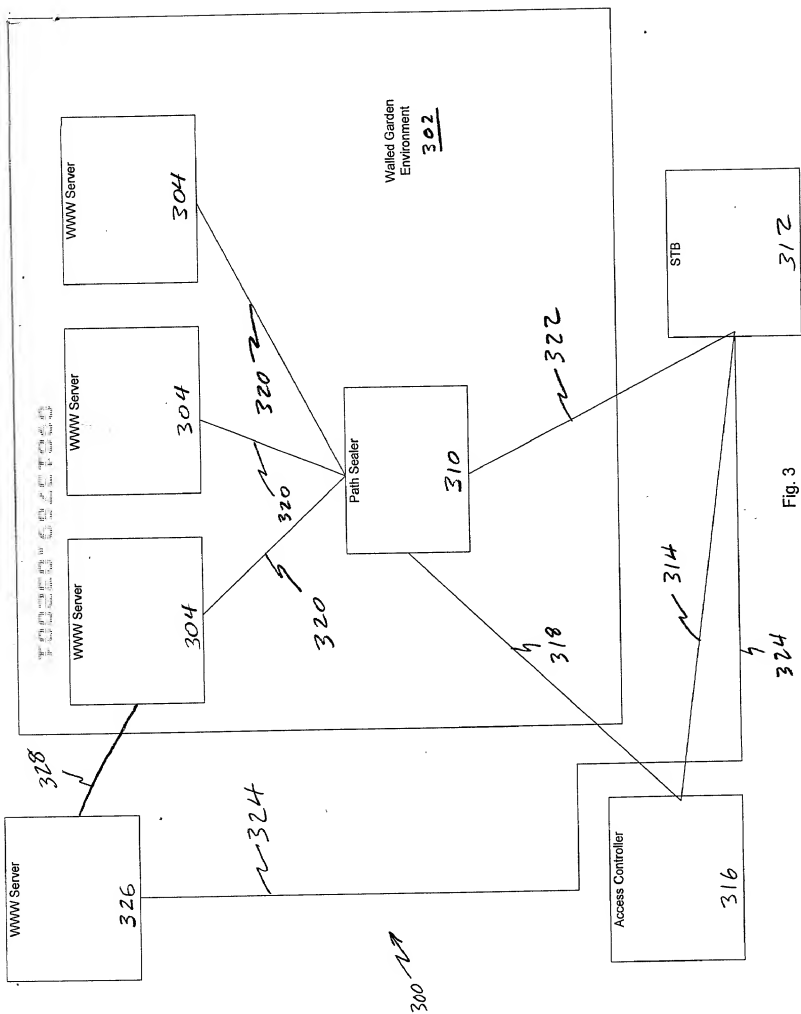 WWW Server
326
328
WWW Server
304
WWW Server
304
WWW Server
304
320
320
320
Path Sealer
310
Walled Garden
Environment
302
324
318
322
300
Access Controller
316
314
324
STB
312
Fig. 3